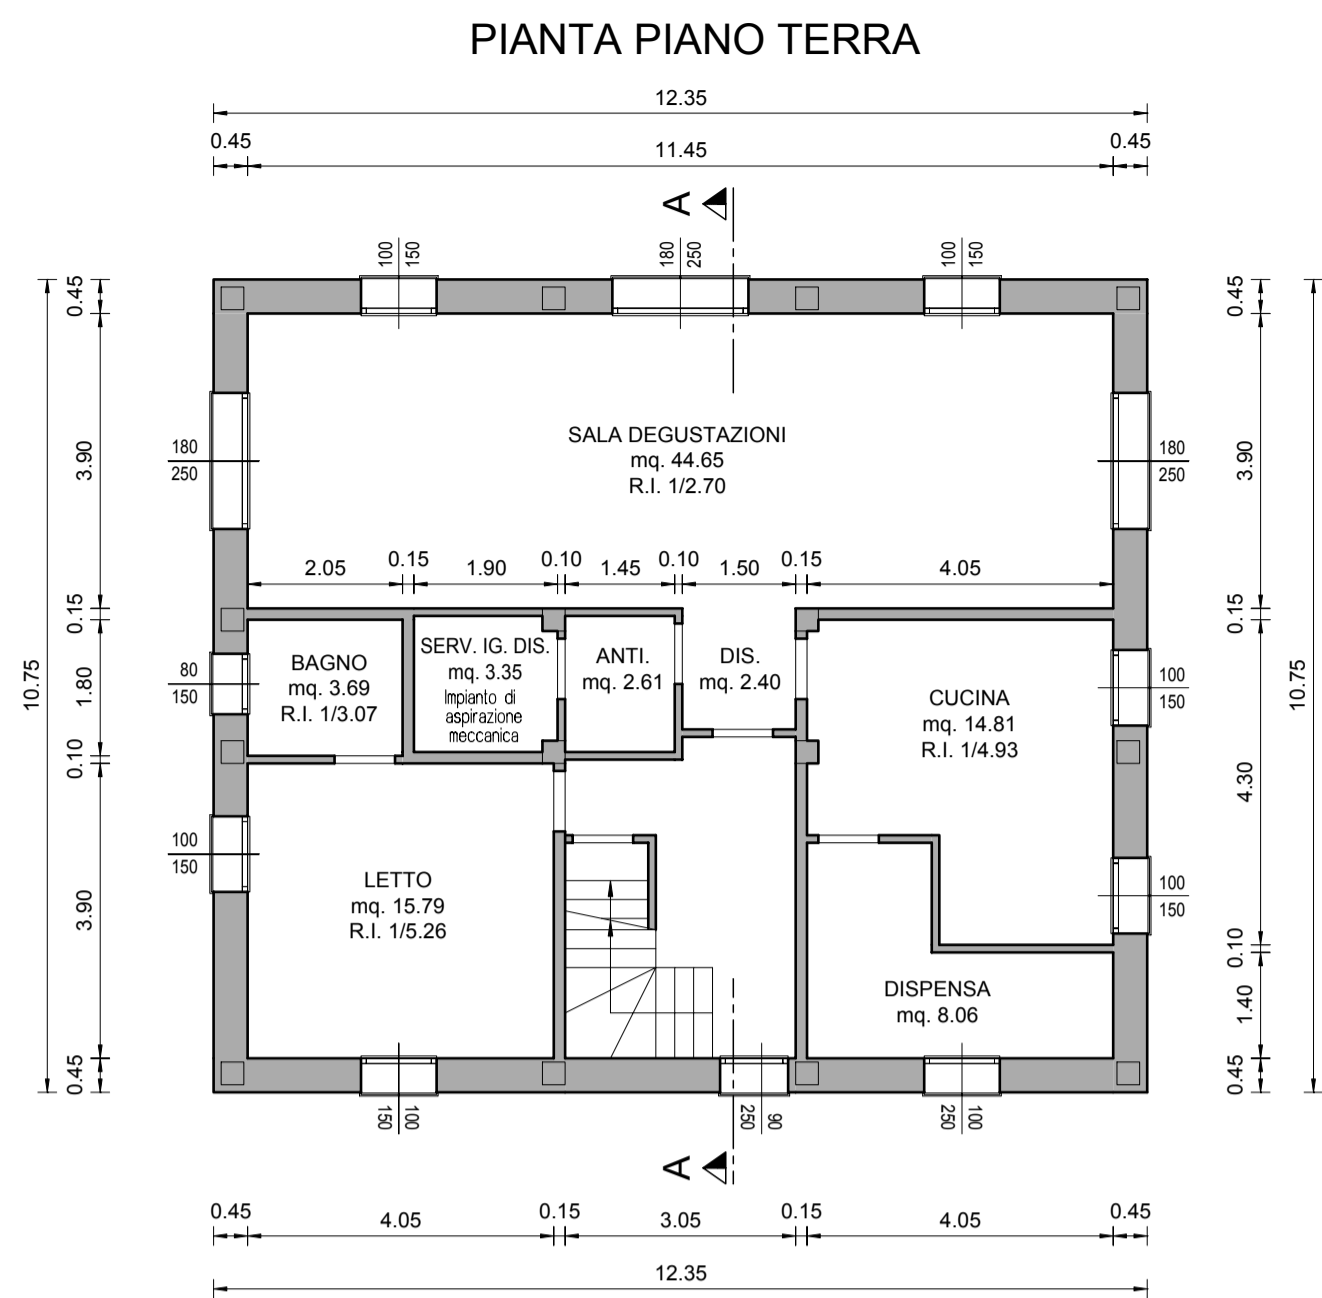 PIANTA PIANO TERRA
12.35
0.45 11.45 0.45
A
100 150
180 250
100 150
0.45
3.90
0.15
1.80
0.10
3.90
0.45
10.75
180
250
80
150
100
150
SALA DEGUSTAZIONI
mq. 44.65
R.I. 1/2.70
2.05 0.15 1.90 0.10 1.45 0.10 1.50 0.15 4.05
BAGNO
mq. 3.69
R.I. 1/3.07
SERV. IG. DIS.
mq. 3.35
Impianto di
aspirazione
meccanica
ANTI.
mq. 2.61
DIS.
mq. 2.40
CUCINA
mq. 14.81
R.I. 1/4.93
LETTO
mq. 15.79
R.I. 1/5.26
DISPENSA
mq. 8.06
180
250
100
150
100
150
0.45
3.90
0.15
4.30
0.10
1.40
0.45
10.75
100 150
90 250
100 250
A
0.45 4.05 0.15 3.05 0.15 4.05 0.45
12.35